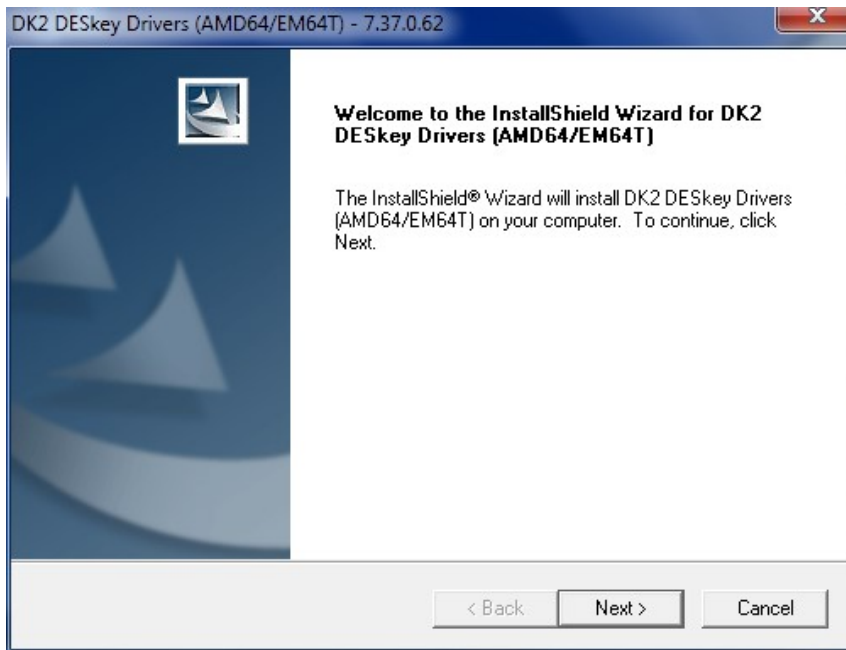 DK2 DESkey Drivers (AMD64/EM64T) - 7.37.0.62
Welcome to the InstallShield Wizard for DK2
DESkey Drivers (AMD64/EM64T)
The InstallShield® Wizard will install DK2 DESkey Drivers
(AMD64/EM64T) on your computer.  To continue, click
Next.
< Back
Next >
Cancel